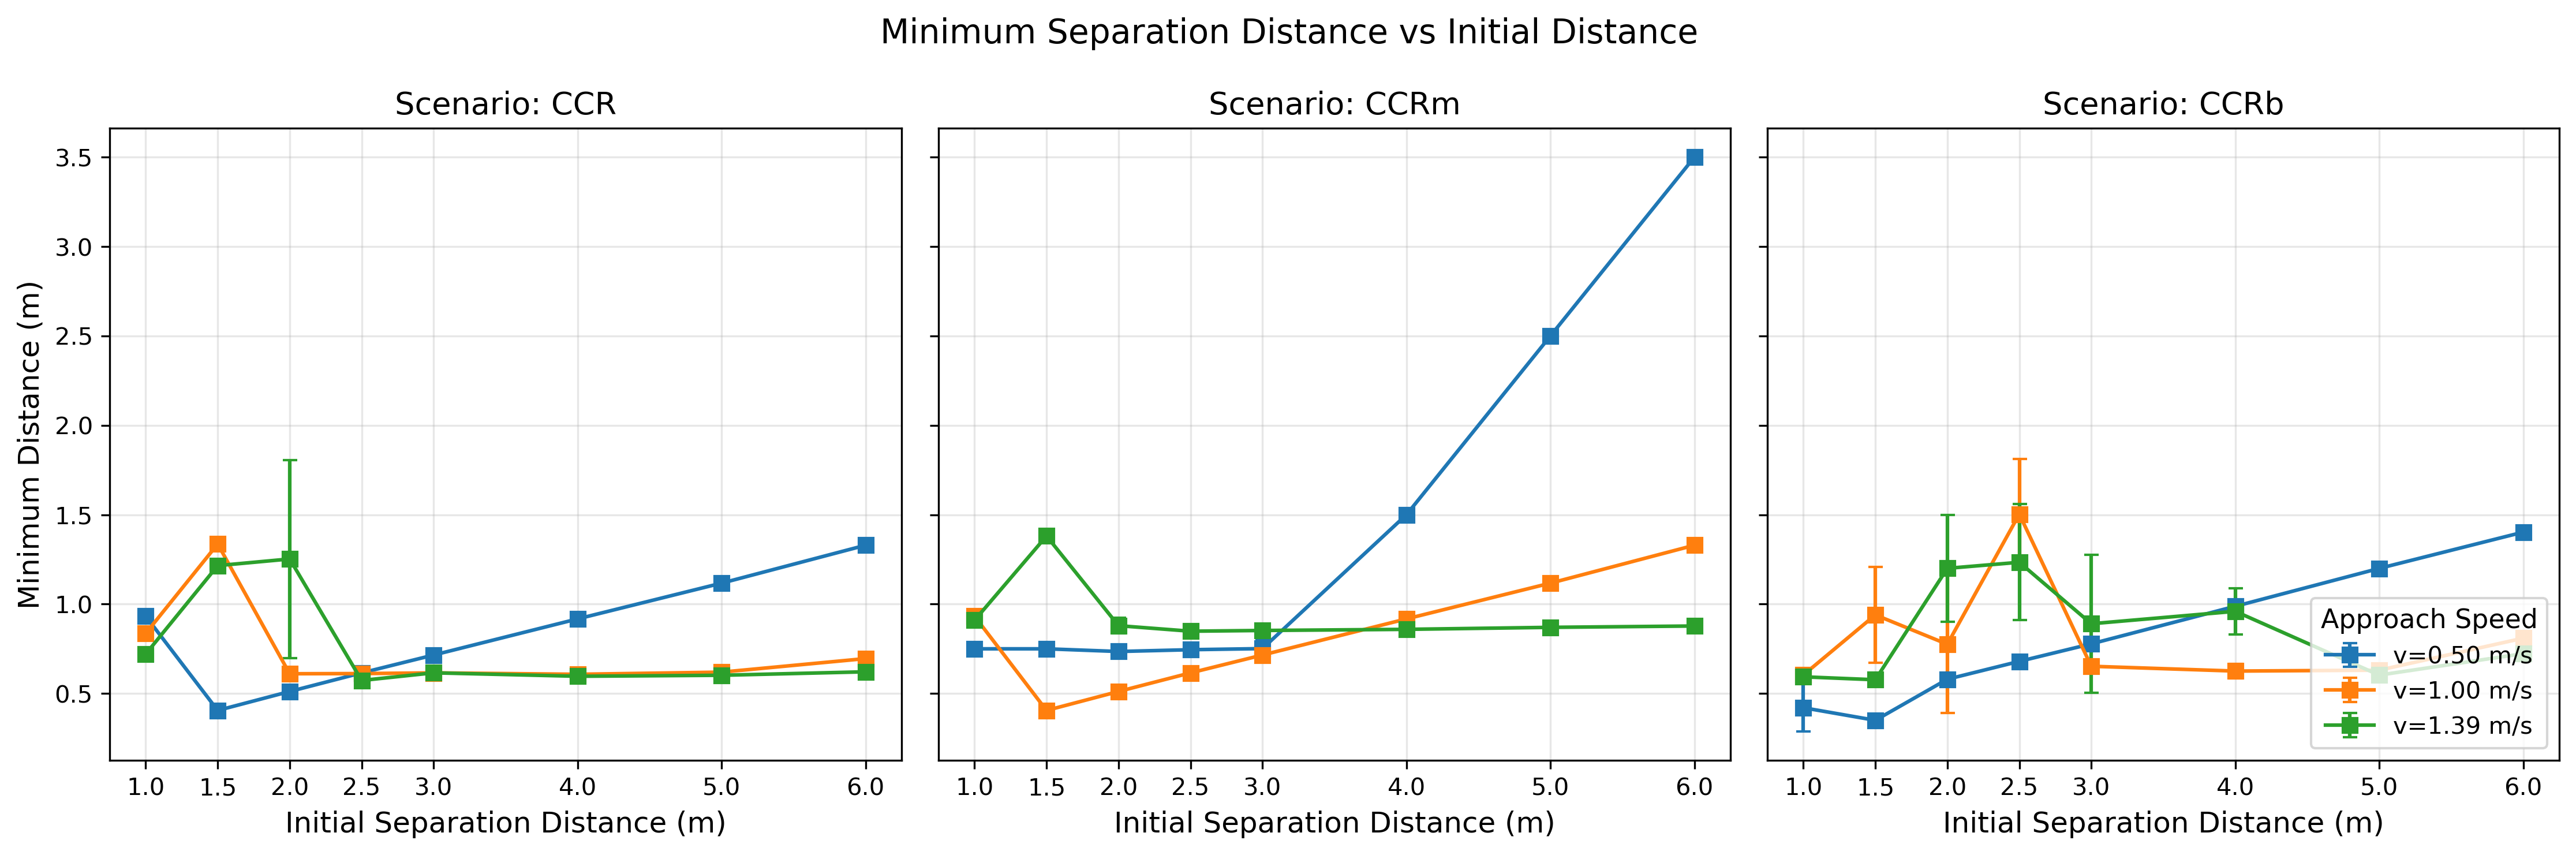 Minimum Separation Distance vs Initial Distance
Scenario: CCR
Scenario: CCRm
Scenario: CCRb
Minimum Distance (m)
3.5
3.0
2.5
2.0
1.5
1.0
0.5
1.0 1.5 2.0 2.5 3.0 4.0 5.0 6.0
1.0 1.5 2.0 2.5 3.0 4.0 5.0 6.0
1.0 1.5 2.0 2.5 3.0 4.0 5.0 6.0
Initial Separation Distance (m)
Initial Separation Distance (m)
Initial Separation Distance (m)
Approach Speed
v=0.50 m/s
v=1.00 m/s
v=1.39 m/s